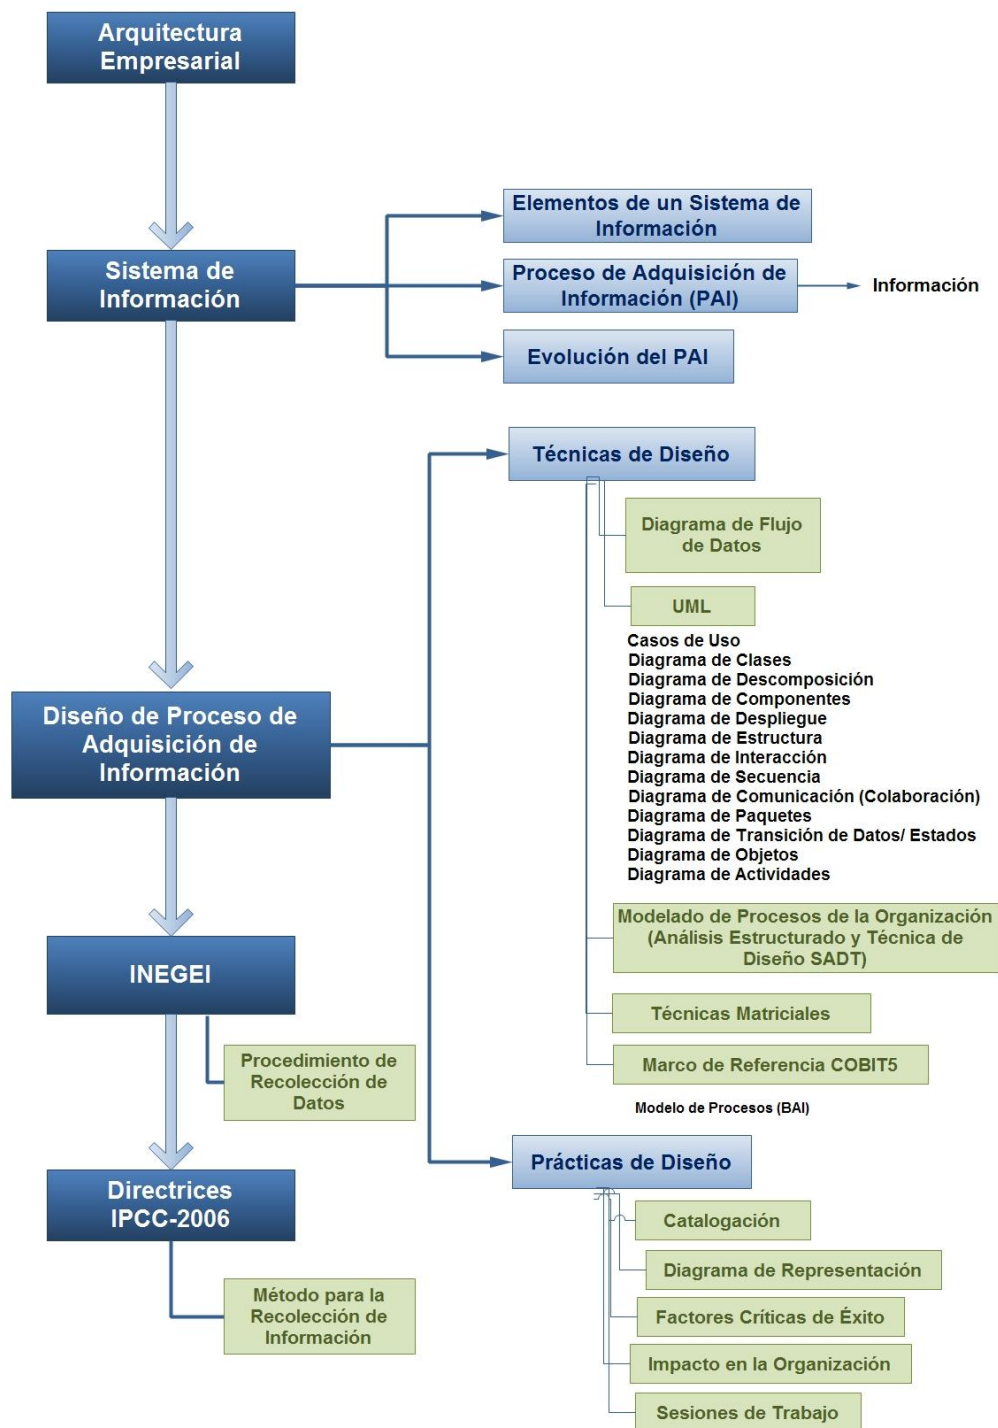 Arquitectura
Empresarial
Elementos de un Sistema de
Información
Sistema de
Información
Proceso de Adquisición de
Información (PAI)
Información
Evolución del PAI
Técnicas de Diseño
Diagrama de Flujo
de Datos
UML
Casos de Uso
Diagrama de Clases
Diagrama de Descomposición
Diagrama de Componentes
Diagrama de Despliegue
Diagrama de Estructura
Diagrama de Interacción
Diagrama de Secuencia
Diagrama de Comunicación (Colaboración)
Diagrama de Paquetes
Diagrama de Transición de Datos/ Estados
Diagrama de Objetos
Diagrama de Actividades
Diseño de Proceso de
Adquisición de
Información
Modelado de Procesos de la Organización
(Análisis Estructurado y Técnica de
Diseño SADT)
Técnicas Matriciales
Marco de Referencia COBIT5
Modelo de Procesos (BAI)
INEGEI
Procedimiento de
Recolección de
Datos
Prácticas de Diseño
Catalogación
Diagrama de Representación
Factores Críticas de Éxito
Impacto en la Organización
Sesiones de Trabajo
Directrices
IPCC-2006
Método para la
Recolección de
Información